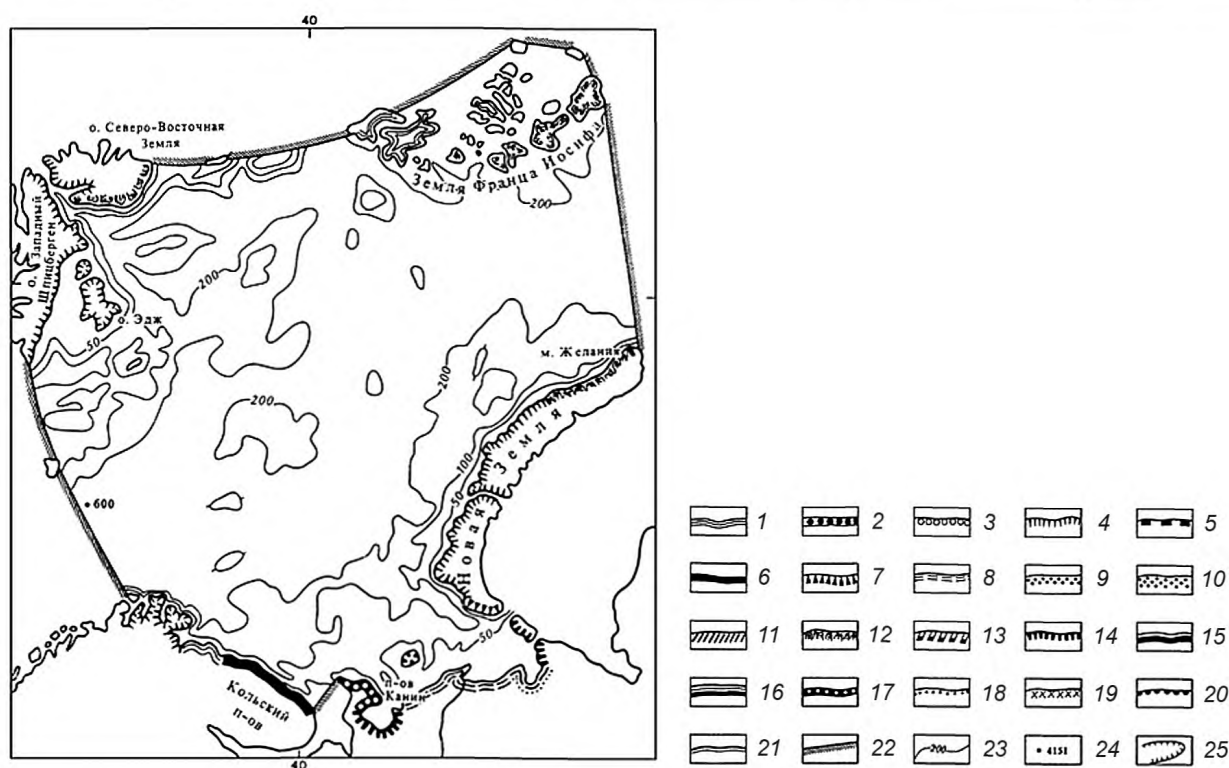 40
о. Северо-Восточная
Земля
Земля Франца Иосифа
200
о. Западный
Шпицберген
200
о. Эдж
50
м. Желания
200
200
Новая Земля
100
50
600
50
п-ов
Канин
Кольский
п-ов
40
1 2 3 4 5
6 7 8 9 10
11 12 13 14 15
16 17 18 19 20
21 22 200 23 4151 24 25